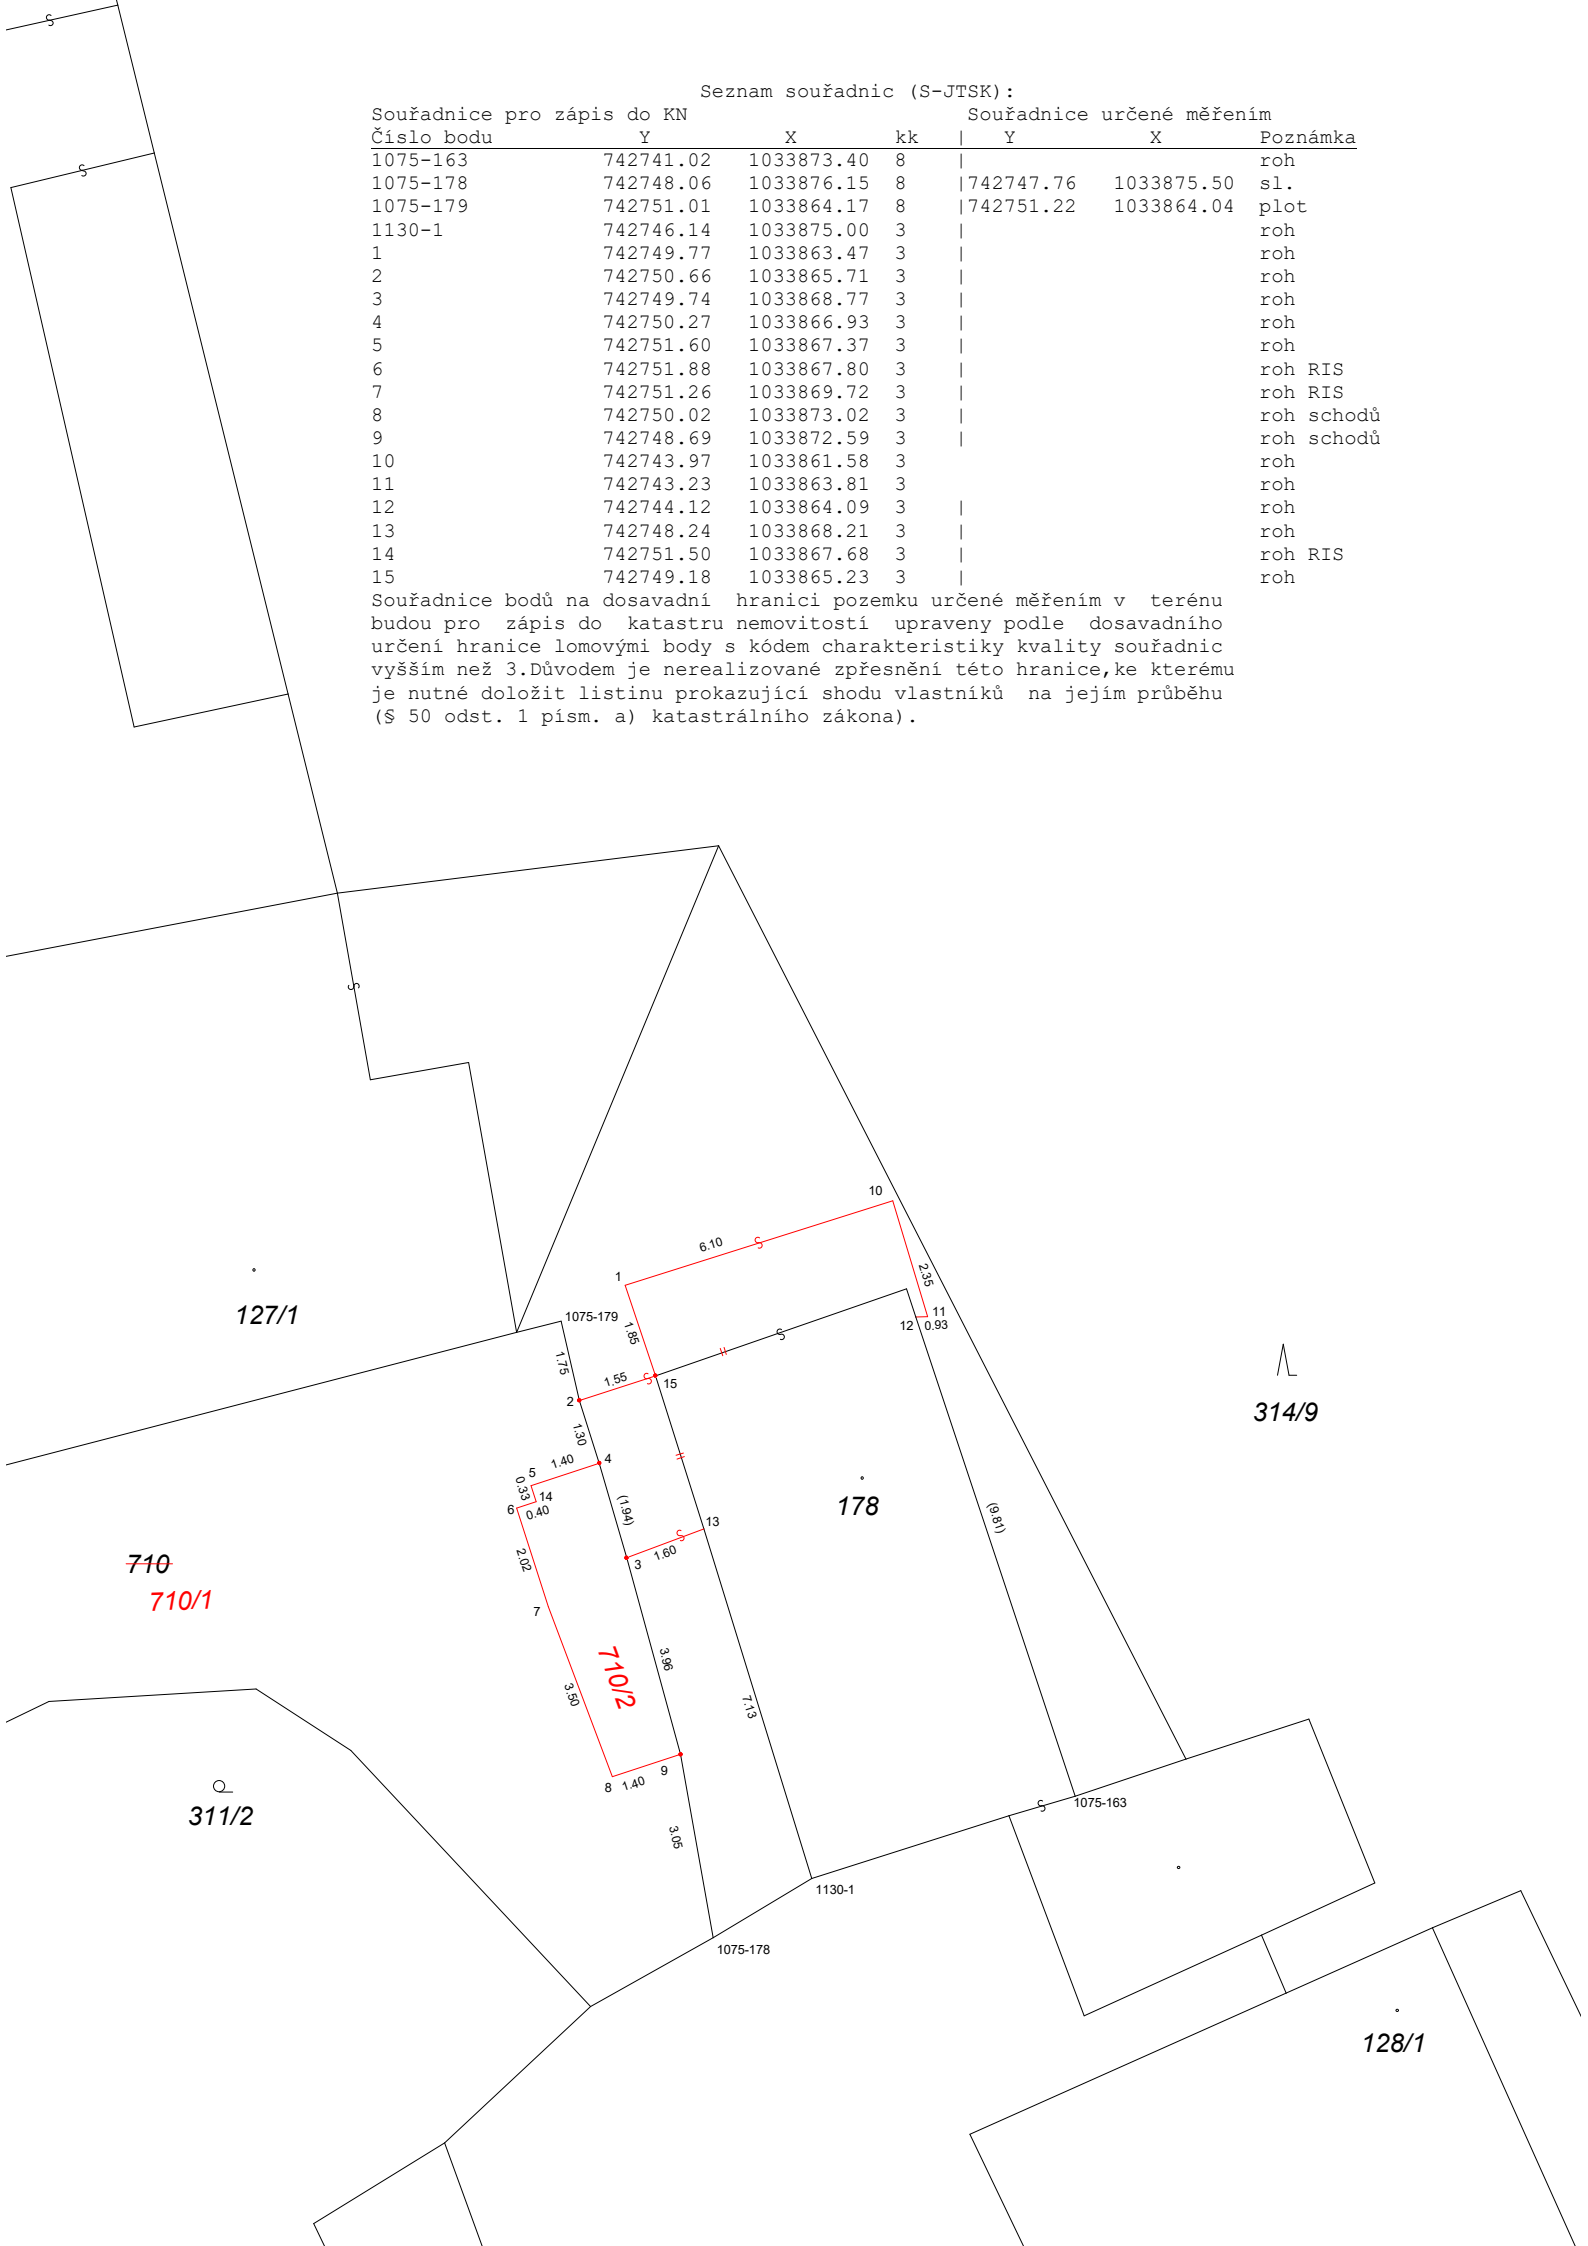 Seznam souřadnic (S-JTSK):
Souřadnice pro zápis do KN Souřadnice určené měřením
Číslo bodu Y X kk | Y X Poznámka
1075-163 742741.02 1033873.40 8 | roh
1075-178 742748.06 1033876.15 8 |742747.76 1033875.50 sl.
1075-179 742751.01 1033864.17 8 |742751.22 1033864.04 plot
1130-1 742746.14 1033875.00 3 | roh
1 742749.77 1033863.47 3 | roh
2 742750.66 1033865.71 3 | roh
3 742749.74 1033868.77 3 | roh
4 742750.27 1033866.93 3 | roh
5 742751.60 1033867.37 3 | roh
6 742751.88 1033867.80 3 | roh RIS
7 742751.26 1033869.72 3 | roh RIS
8 742750.02 1033873.02 3 | roh schodů
9 742748.69 1033872.59 3 | roh schodů
10 742743.97 1033861.58 3 roh
11 742743.23 1033863.81 3 roh
12 742744.12 1033864.09 3 | roh
13 742748.24 1033868.21 3 | roh
14 742751.50 1033867.68 3 | roh RIS
15 742749.18 1033865.23 3 | roh
Souřadnice bodů na dosavadní hranici pozemku určené měřením v terénu
budou pro zápis do katastru nemovitostí upraveny podle dosavadního
určení hranice lomovými body s kódem charakteristiky kvality souřadnic
vyšším než 3.Důvodem je nerealizované zpřesnění této hranice,ke kterému
je nutné doložit listinu prokazující shodu vlastníků na jejím průběhu
(§ 50 odst. 1 písm. a) katastrálního zákona).
10
6.10
2.35
1
11
127/1
1075-179
12 0.93
1.85
1.75
1.55
15
2
314/9
1.30
1.40
4
5
0.33
14
6
0.40
178
(1.94)
(9.81)
13
2.02
1.60
3
710
710/1
7
3.96
710/2
3.50
7.13
9
8
1.40
1075-163
311/2
3.05
1130-1
1075-178
128/1